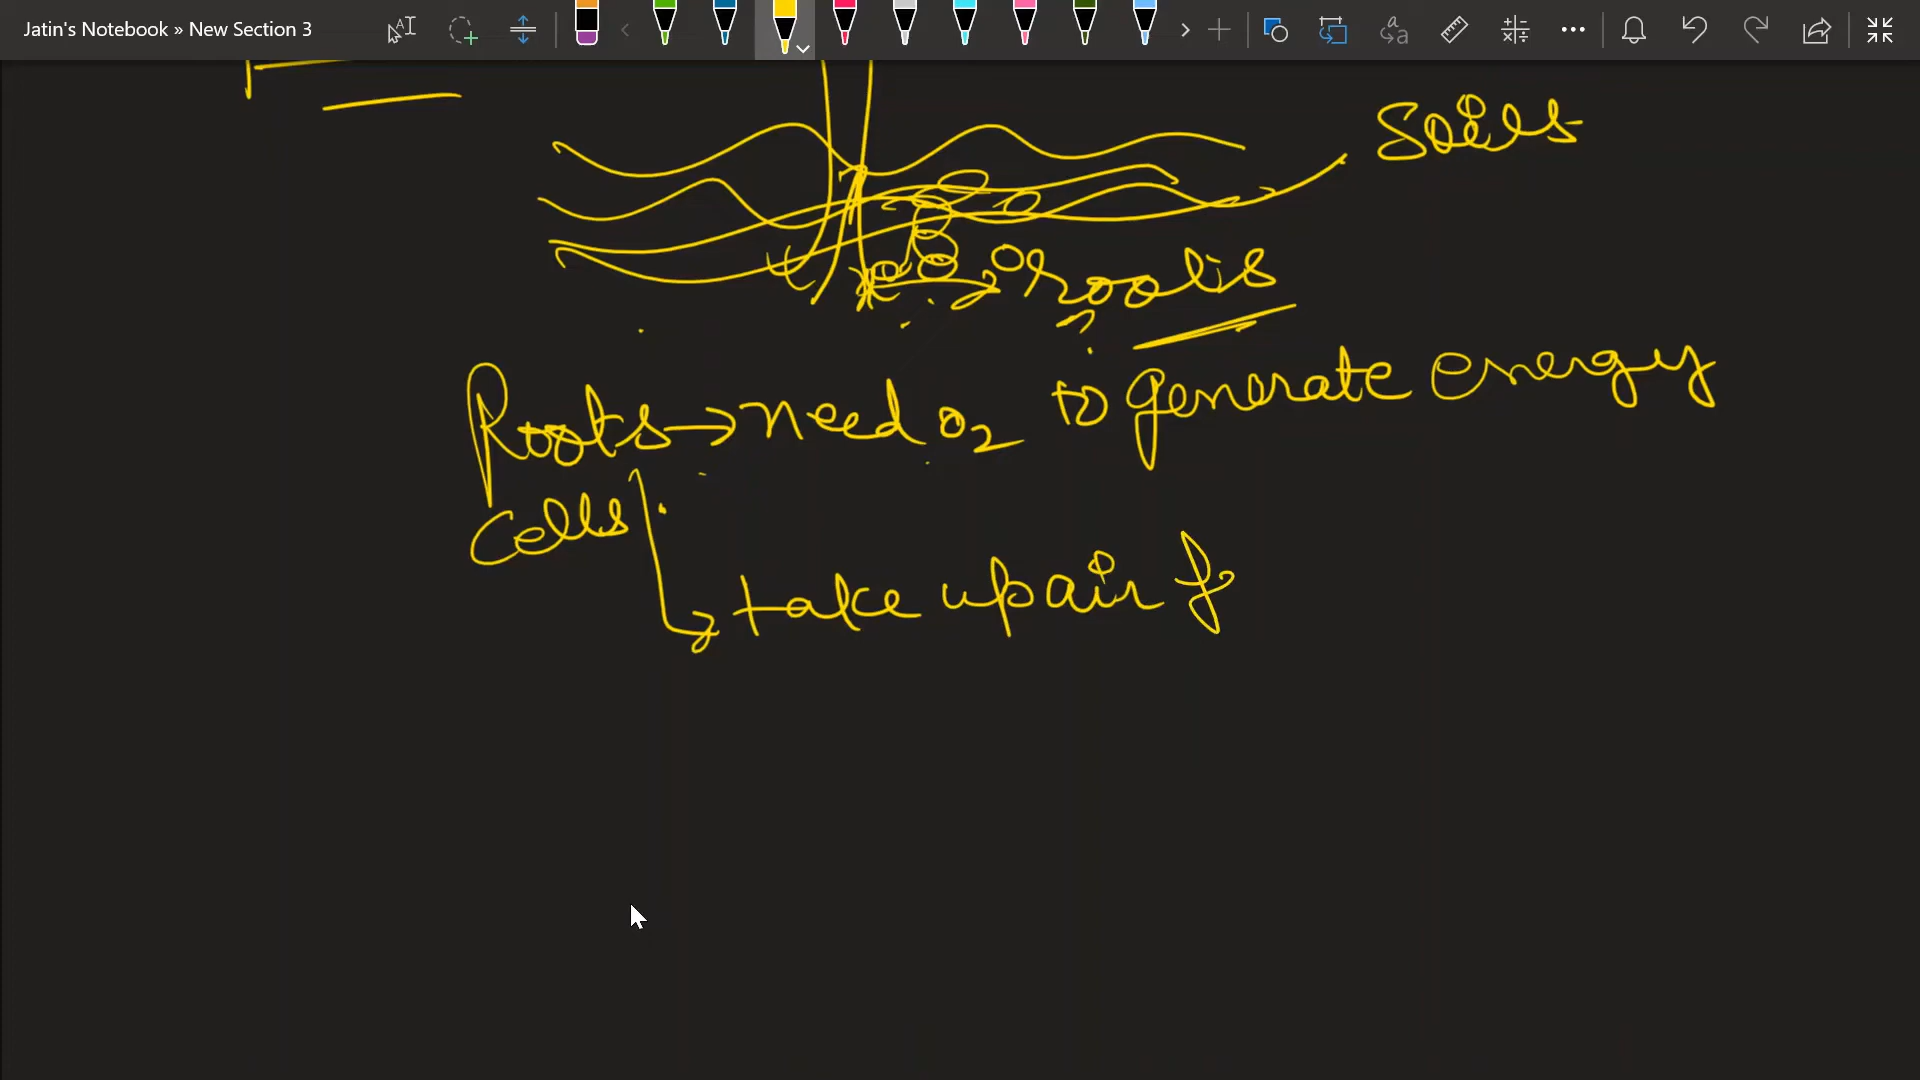 Jatin's Notebook » New Section 3
Soils
roots
Roots → need O2 to generate energy
cells
take up air f